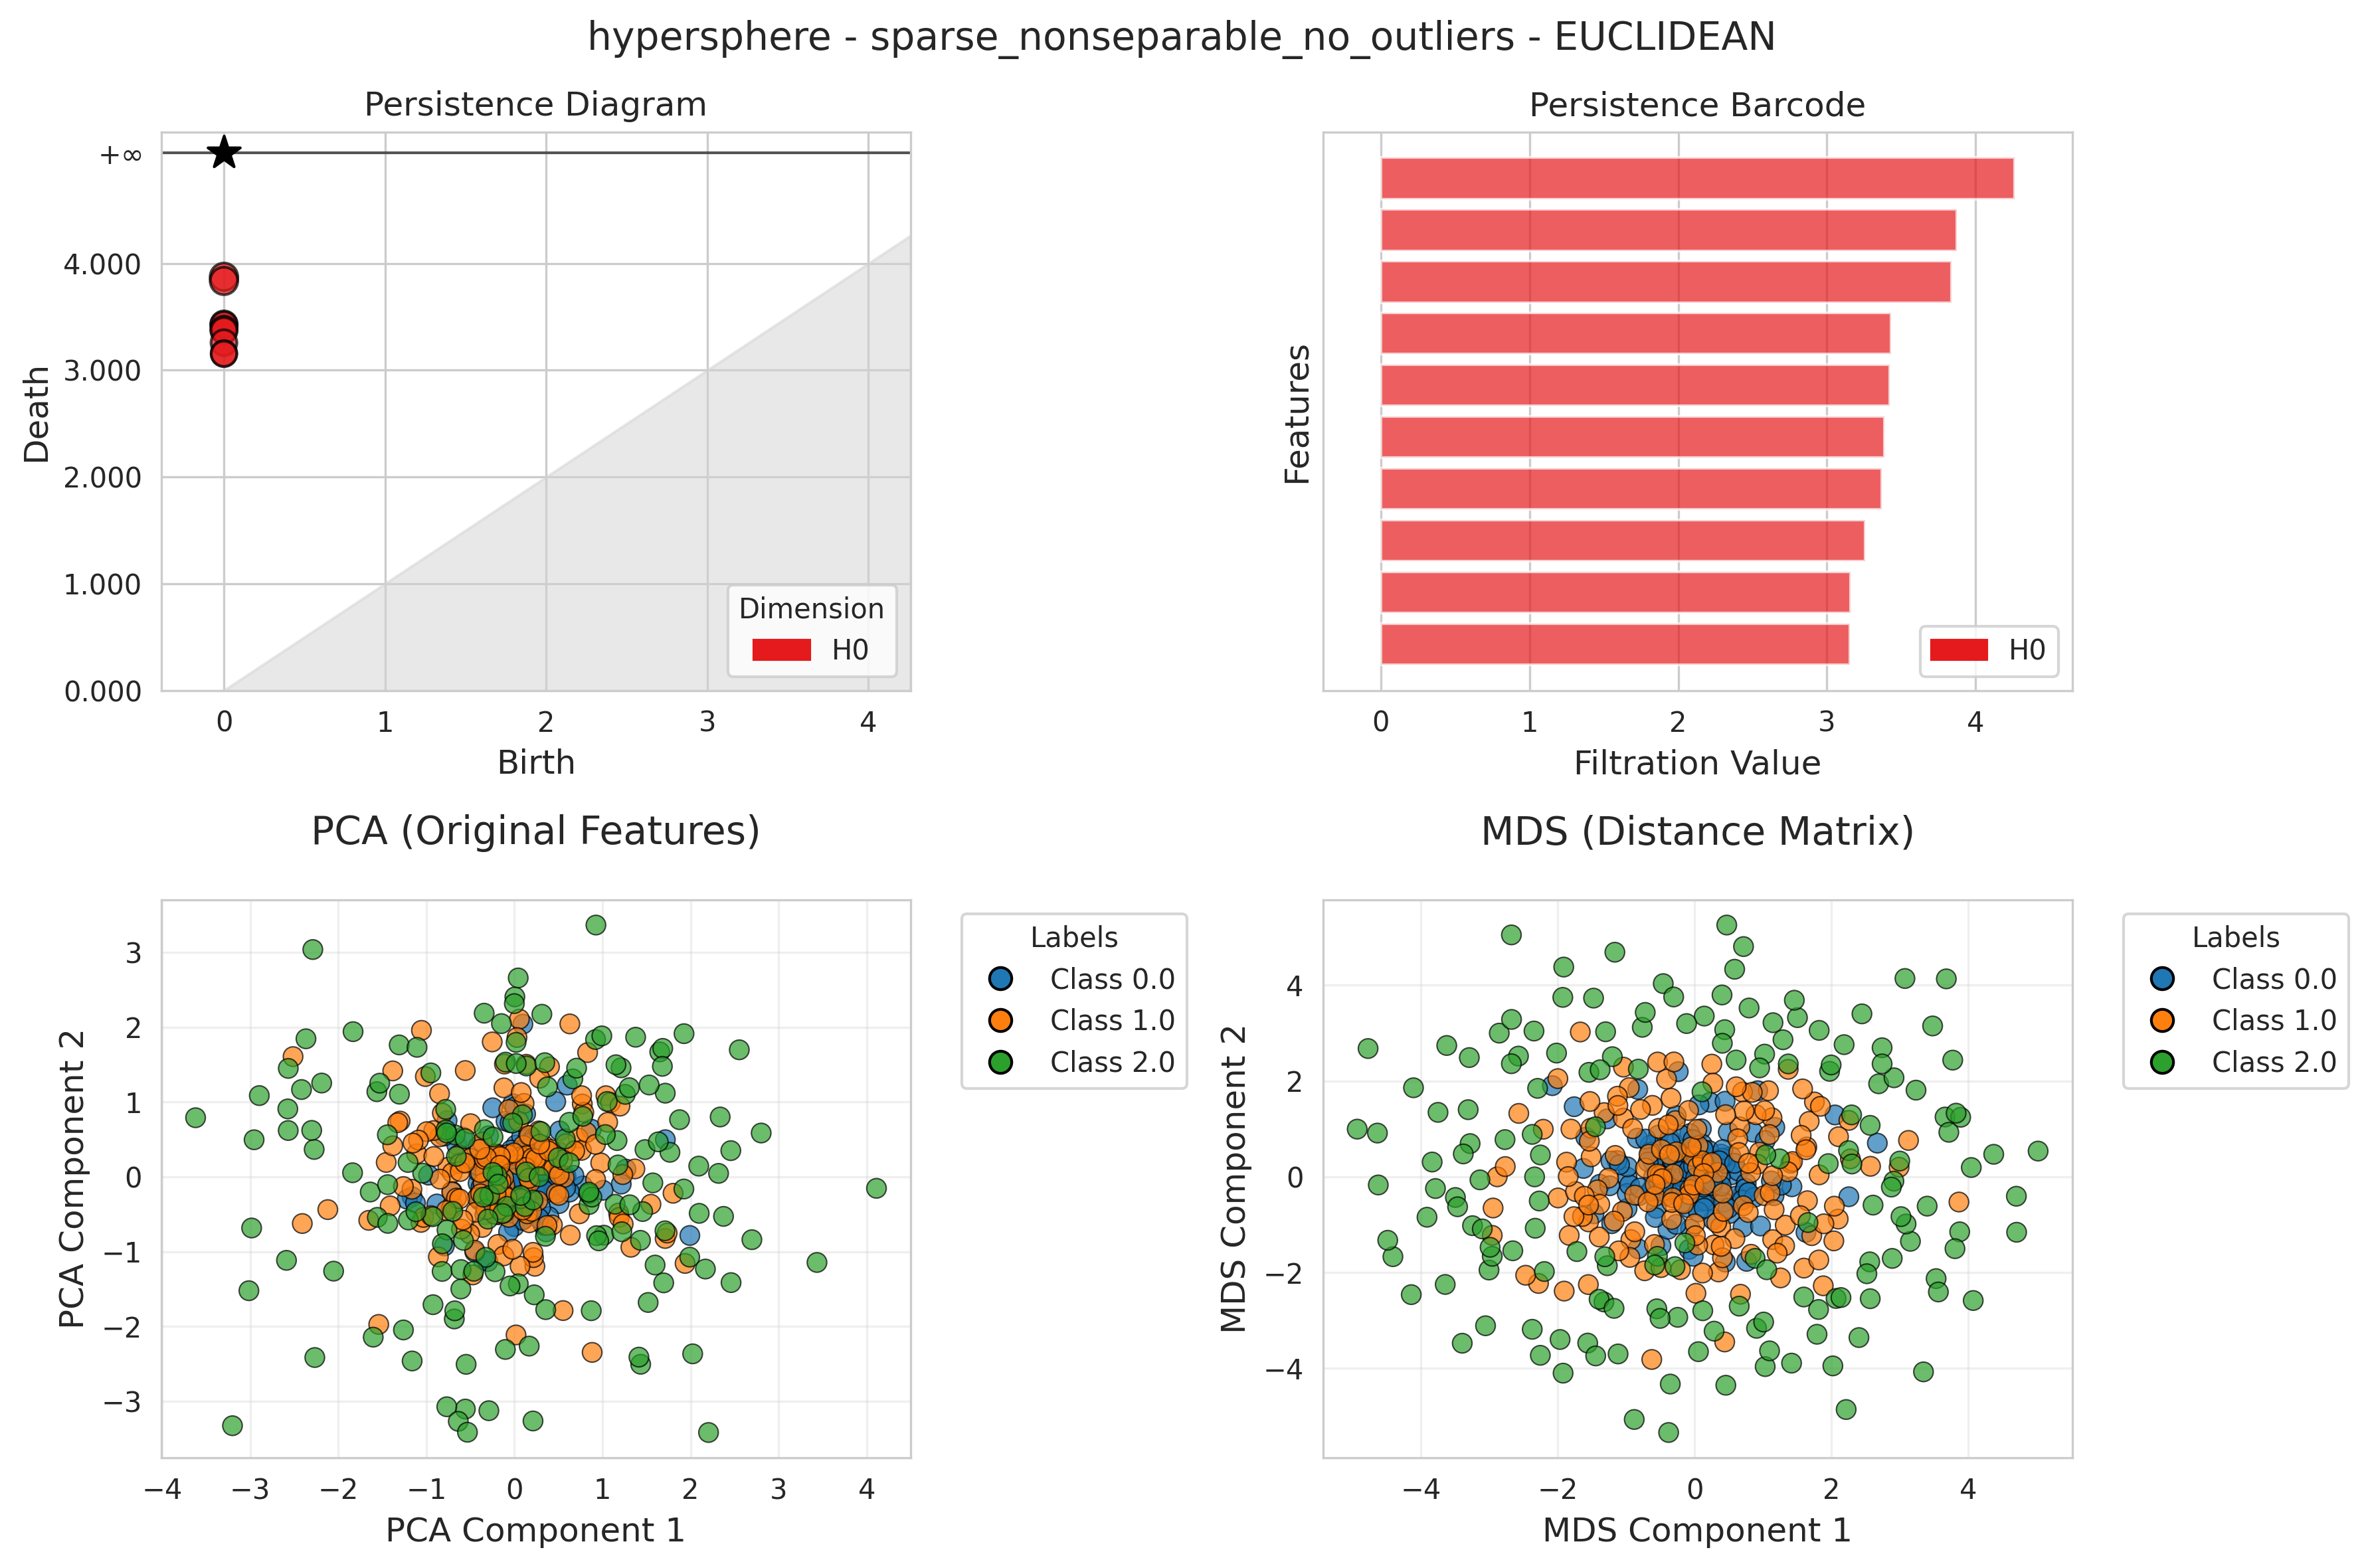 hypersphere - sparse_nonseparable_no_outliers - EUCLIDEAN
Persistence Diagram
+∞
4.000
3.000
2.000
1.000
0.000
Death
0 1 2 3 4
Birth
Dimension
H0
Persistence Barcode
Features
0 1 2 3 4
Filtration Value
H0
PCA (Original Features)
3
2
1
0
−1
−2
−3
PCA Component 2
−4 −3 −2 −1 0 1 2 3 4
PCA Component 1
Labels
Class 0.0
Class 1.0
Class 2.0
MDS (Distance Matrix)
4
2
0
−2
−4
MDS Component 2
−4 −2 0 2 4
MDS Component 1
Labels
Class 0.0
Class 1.0
Class 2.0